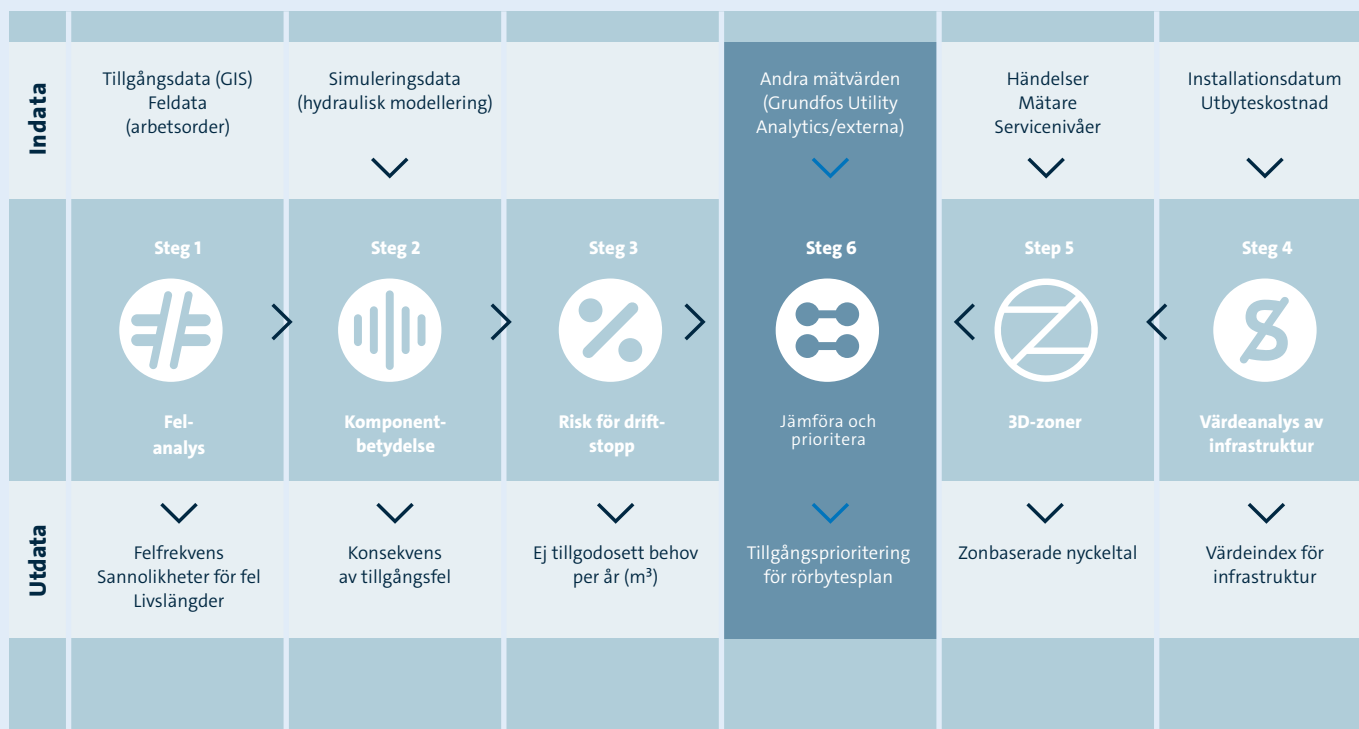 Indata
Tillgångsdata (GIS)
Feldata
(arbetsorder)
Simuleringsdata
(hydraulisk modellering)
Andra mätvärden
(Grundfos Utility
Analytics/externa)
Händelser
Mätare
Servicenivåer
Installationsdatum
Utbyteskostnad
Steg 1
Fel-
analys
Steg 2
Komponent-
betydelse
Steg 3
Risk för drift-
stopp
Steg 6
Jämföra och
prioritera
Step 5
3D-zoner
Steg 4
Värdeanalys av
infrastruktur
Utdata
Felfrekvens
Sannolikheter för fel
Livslängder
Konsekvens
av tillgångsfel
Ej tillgodosett behov
per år (m³)
Tillgångsprioritering
för rörbytesplan
Zonbaserade nyckeltal
Värdeindex för
infrastruktur